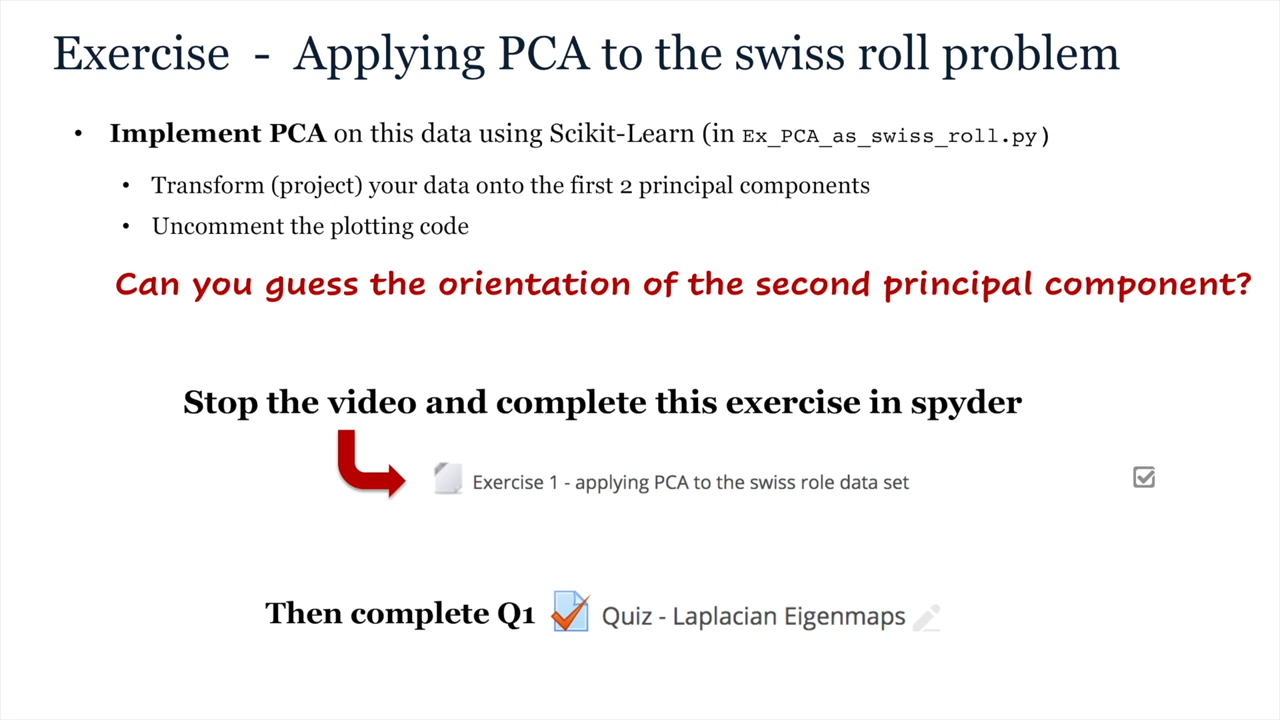 Exercise - Applying PCA to the swiss roll problem
• Implement PCA on this data using Scikit-Learn (in Ex_PCA_as_swiss_roll.py)
• Transform (project) your data onto the first 2 principal components
• Uncomment the plotting code
Can you guess the orientation of the second principal component?
Stop the video and complete this exercise in spyder
Exercise 1 - applying PCA to the swiss role data set
Then complete Q1 Quiz - Laplacian Eigenmaps